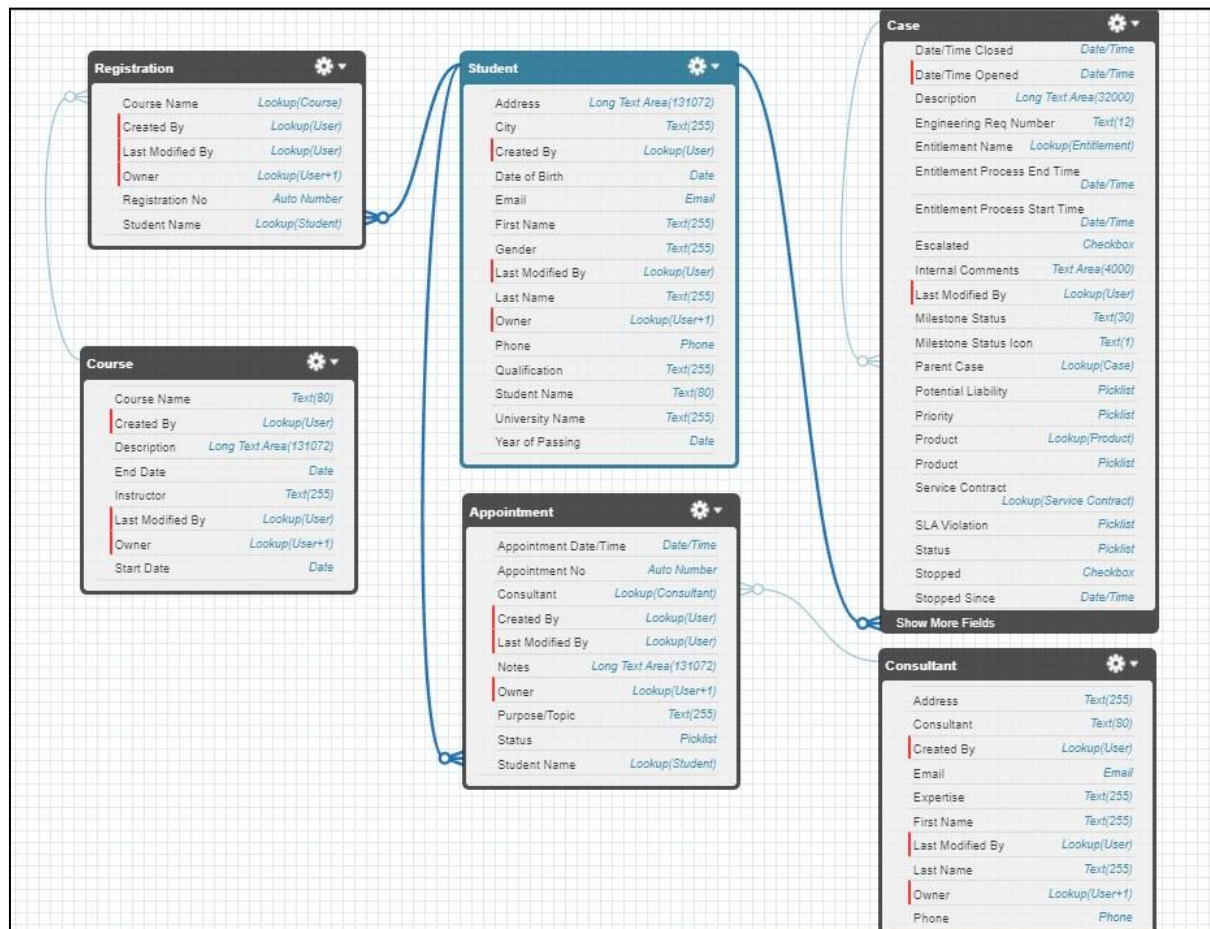 Registration
Course Name Lookup(Course)
Created By Lookup(User)
Last Modified By Lookup(User)
Owner Lookup(User+1)
Registration No Auto Number
Student Name Lookup(Student)
Course
Course Name Text(80)
Created By Lookup(User)
Description Long Text Area(131072)
End Date Date
Instructor Text(255)
Last Modified By Lookup(User)
Owner Lookup(User+1)
Start Date Date
Student
Address Long Text Area(131072)
City Text(255)
Created By Lookup(User)
Date of Birth Date
Email Email
First Name Text(255)
Gender Text(255)
Last Modified By Lookup(User)
Last Name Text(255)
Owner Lookup(User+1)
Phone Phone
Qualification Text(255)
Student Name Text(80)
University Name Text(255)
Year of Passing Date
Appointment
Appointment Date/Time Date/Time
Appointment No Auto Number
Consultant Lookup(Consultant)
Created By Lookup(User)
Last Modified By Lookup(User)
Notes Long Text Area(131072)
Owner Lookup(User+1)
Purpose/Topic Text(255)
Status Picklist
Student Name Lookup(Student)
Case
Date/Time Closed Date/Time
Date/Time Opened Date/Time
Description Long Text Area(32000)
Engineering Req Number Text(12)
Entitlement Name Lookup(Entitlement)
Entitlement Process End Time
Date/Time
Entitlement Process Start Time
Date/Time
Escalated Checkbox
Internal Comments Text Area(4000)
Last Modified By Lookup(User)
Milestone Status Text(30)
Milestone Status Icon Text(1)
Parent Case Lookup(Case)
Potential Liability Picklist
Priority Picklist
Product Lookup(Product)
Product Picklist
Service Contract
Lookup(Service Contract)
SLA Violation Picklist
Status Picklist
Stopped Checkbox
Stopped Since Date/Time
Show More Fields
Consultant
Address Text(255)
Consultant Text(80)
Created By Lookup(User)
Email Email
Expertise Text(255)
First Name Text(255)
Last Modified By Lookup(User)
Last Name Text(255)
Owner Lookup(User+1)
Phone Phone